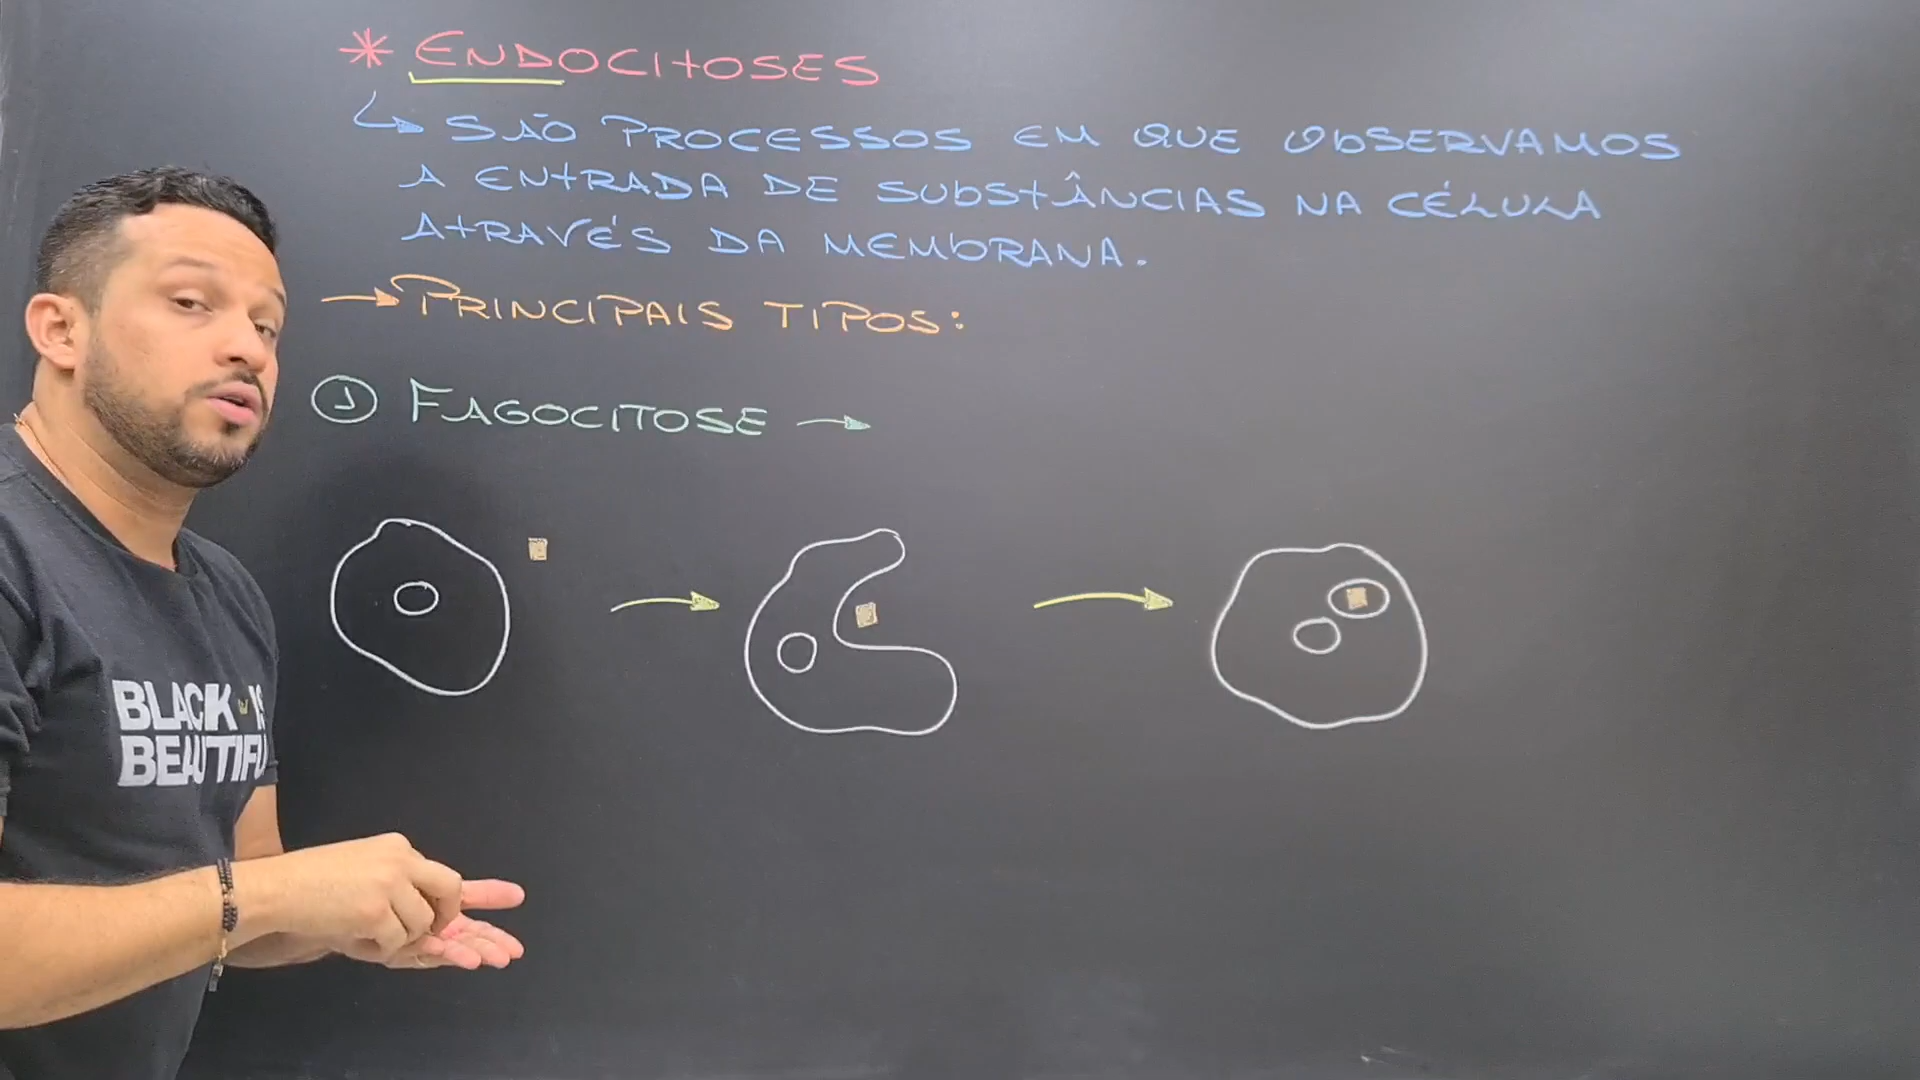 * ENDOCITOSES
↳ SÃO PROCESSOS EM QUE OBSERVAMOS
A ENTRADA DE SUBSTÂNCIAS NA CÉLULA
ATRAVÉS DA MEMBRANA.
→ PRINCIPAIS TIPOS:
① FAGOCITOSE →
BLACK IS
BEAUTIFU